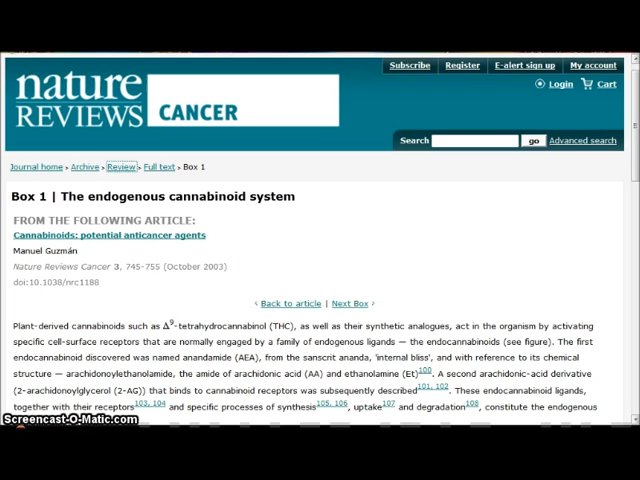 Subscribe Register E-alert sign up My account
nature
REVIEWS CANCER
Login Cart
Search go Advanced search
Journal home > Archive > Review > Full text > Box 1
Box 1 | The endogenous cannabinoid system
FROM THE FOLLOWING ARTICLE:
Cannabinoids: potential anticancer agents
Manuel Guzmán
Nature Reviews Cancer 3, 745-755 (October 2003)
doi:10.1038/nrc1188
‹ Back to article | Next Box ›
Plant-derived cannabinoids such as Δ9-tetrahydrocannabinol (THC), as well as their synthetic analogues, act in the organism by activating
specific cell-surface receptors that are normally engaged by a family of endogenous ligands — the endocannabinoids (see figure). The first
endocannabinoid discovered was named anandamide (AEA), from the sanscrit ananda, 'internal bliss', and with reference to its chemical
structure — arachidonoylethanolamide, the amide of arachidonic acid (AA) and ethanolamine (Et)100. A second arachidonic-acid derivative
(2-arachidonoylglycerol (2-AG)) that binds to cannabinoid receptors was subsequently described101, 102. These endocannabinoid ligands,
together with their receptors103, 104 and specific processes of synthesis105, 106, uptake107 and degradation108, constitute the endogenous
Screencast-O-Matic.com